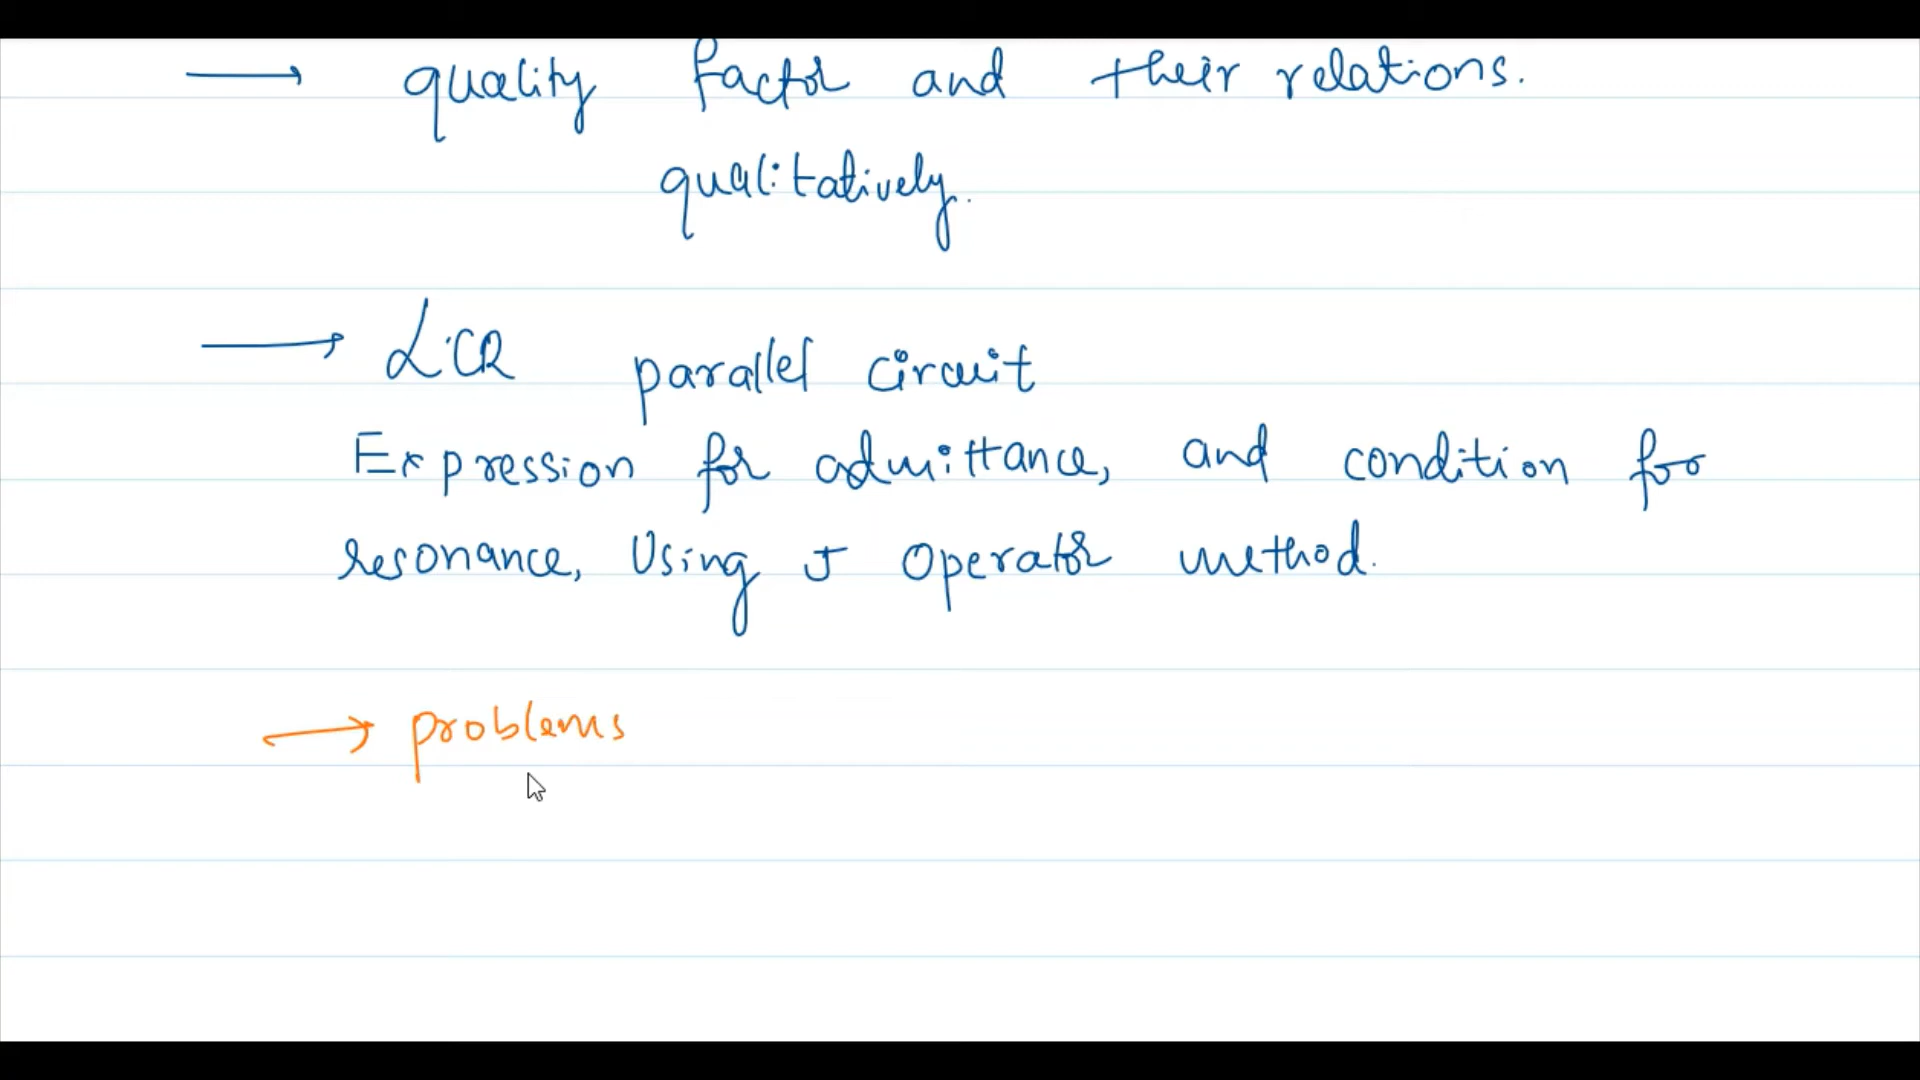 → quality factor and their relations.
qualitatively.
→ LCR parallel circuit
Expression for admittance, and condition for
resonance, Using J Operator method.
→ problems